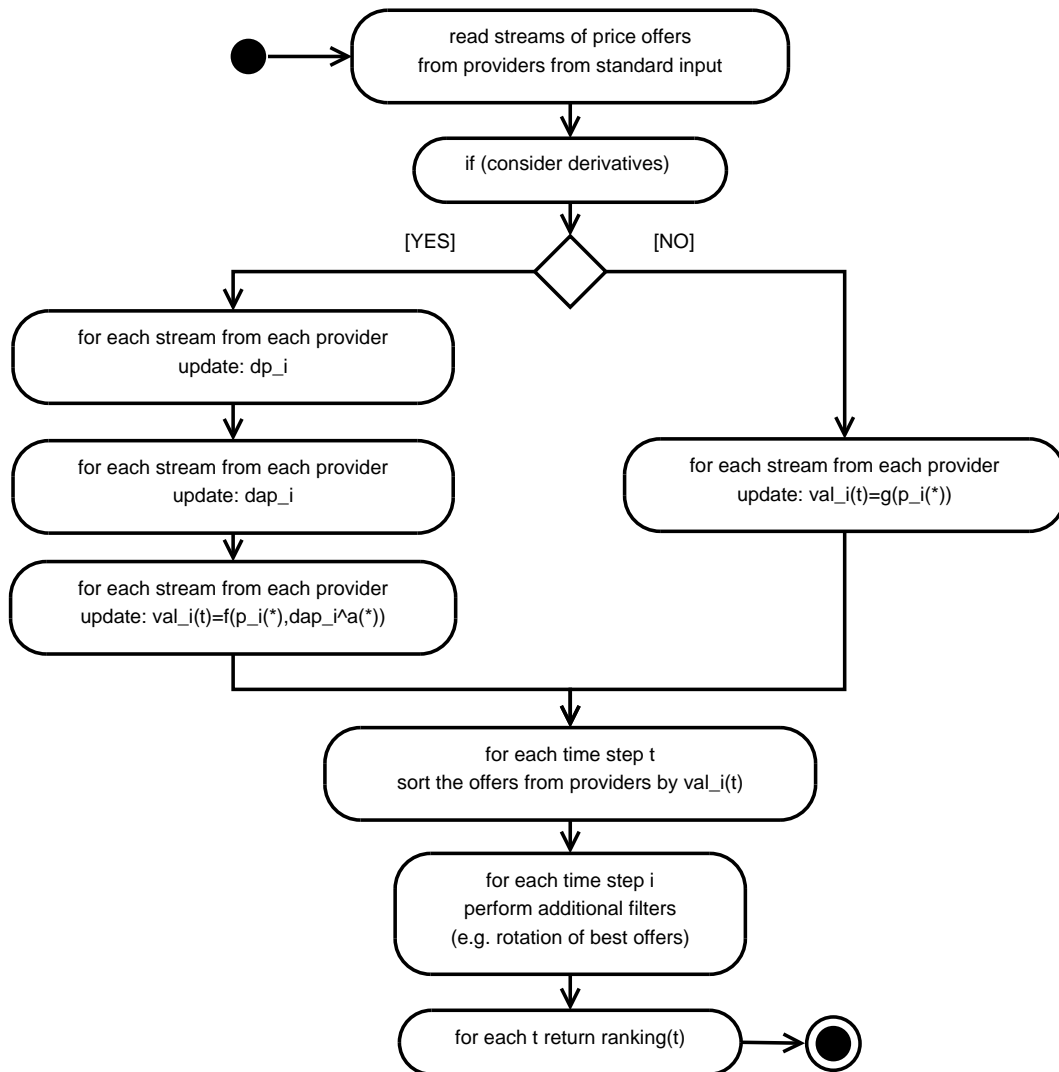 read streams of price offers
from providers from standard input
if (consider derivatives)
[YES]
[NO]
for each stream from each provider
update: dp_i
for each stream from each provider
update: dap_i
for each stream from each provider
update: val_i(t)=g(p_i(*))
for each stream from each provider
update: val_i(t)=f(p_i(*),dap_i^a(*))
for each time step t
sort the offers from providers by val_i(t)
for each time step i
perform additional filters
(e.g. rotation of best offers)
for each t return ranking(t)